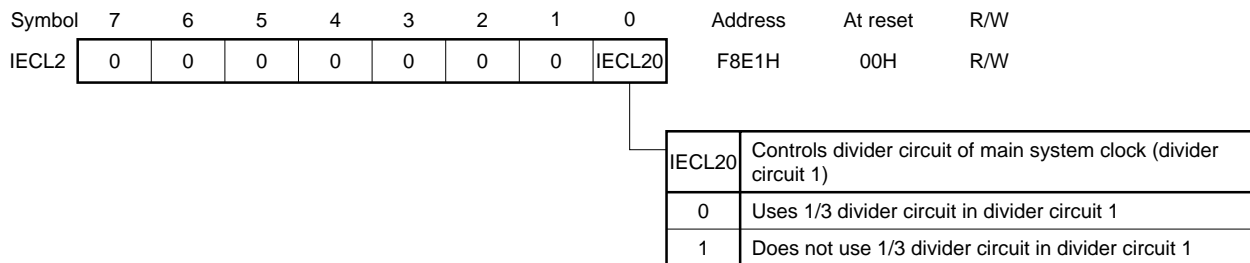 Symbol 7 6 5 4 3 2 1 0 Address At reset R/W
IECL2 0 0 0 0 0 0 0 IECL20 F8E1H 00H R/W
IECL20 Controls divider circuit of main system clock (divider
circuit 1)
0 Uses 1/3 divider circuit in divider circuit 1
1 Does not use 1/3 divider circuit in divider circuit 1